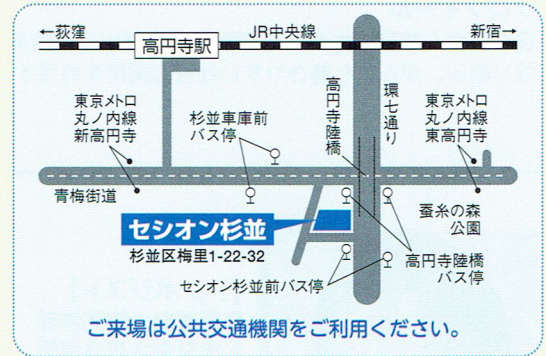 ←荻窪
JR中央線
新宿→
高円寺駅
東京メトロ
丸ノ内線
新高円寺
杉並車庫前
バス停
高円寺陸橋
環七通り
東京メトロ
丸ノ内線
東高円寺
青梅街道
セシオン杉並
杉並区梅里1-22-32
蚕糸の森
公園
高円寺陸橋
バス停
セシオン杉並前バス停
ご来場は公共交通機関をご利用ください。